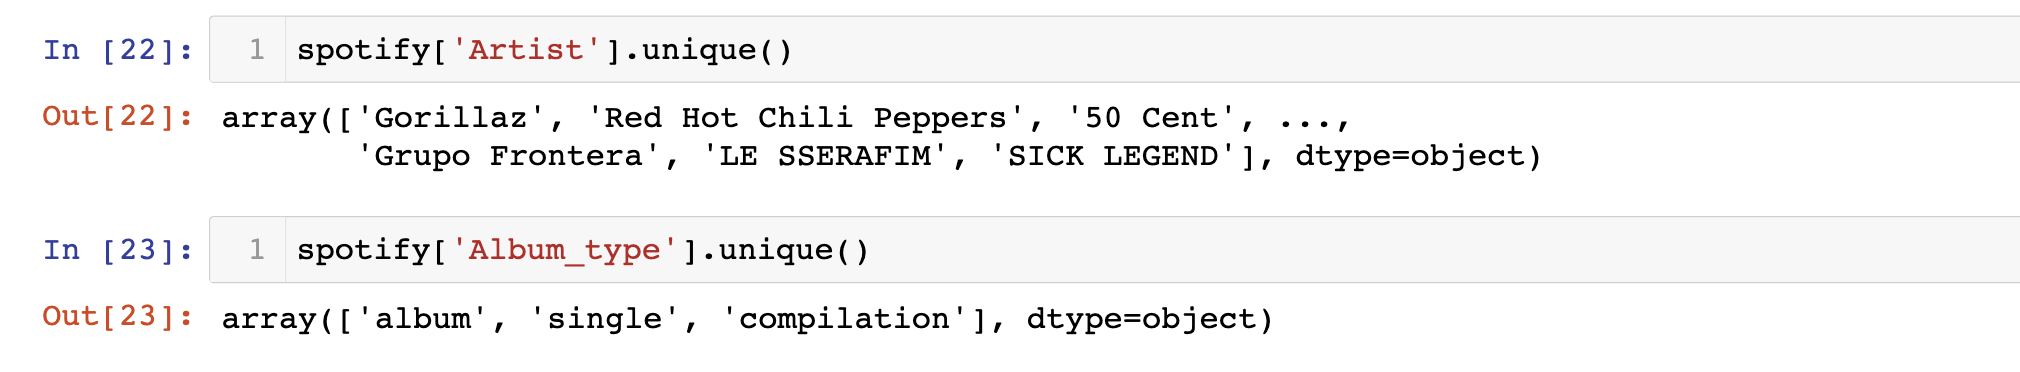 In [22]: 1 spotify['Artist'].unique()
Out[22]: array(['Gorillaz', 'Red Hot Chili Peppers', '50 Cent', ...,
'Grupo Frontera', 'LE SSERAFIM', 'SICK LEGEND'], dtype=object)
In [23]: 1 spotify['Album_type'].unique()
Out[23]: array(['album', 'single', 'compilation'], dtype=object)